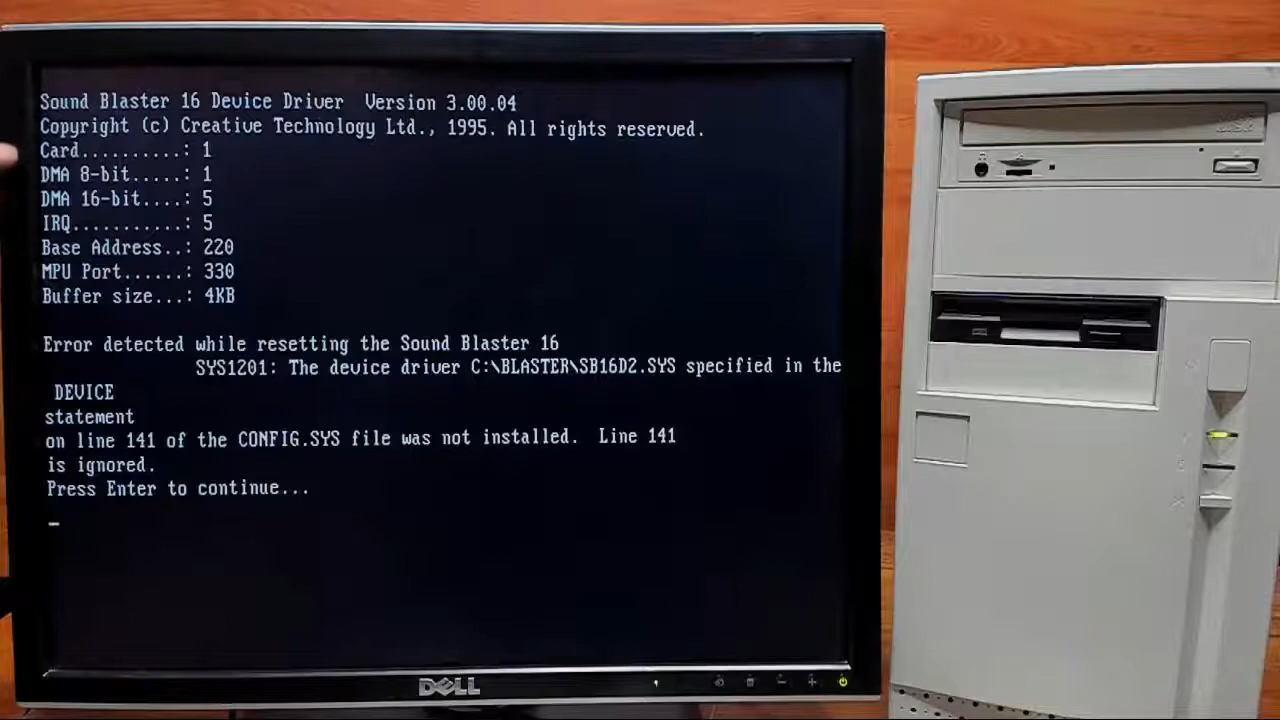 Sound Blaster 16 Device Driver  Version 3.00.04
Copyright (c) Creative Technology Ltd., 1995. All rights reserved.
Card..........: 1
DMA 8-bit.....: 1
DMA 16-bit....: 5
IRQ...........: 5
Base Address..: 220
MPU Port......: 330
Buffer size...: 4KB
Error detected while resetting the Sound Blaster 16
SYS1201: The device driver C:\BLASTER\SB16D2.SYS specified in the
DEVICE
statement
on line 141 of the CONFIG.SYS file was not installed.  Line 141
is ignored.
Press Enter to continue...
DELL